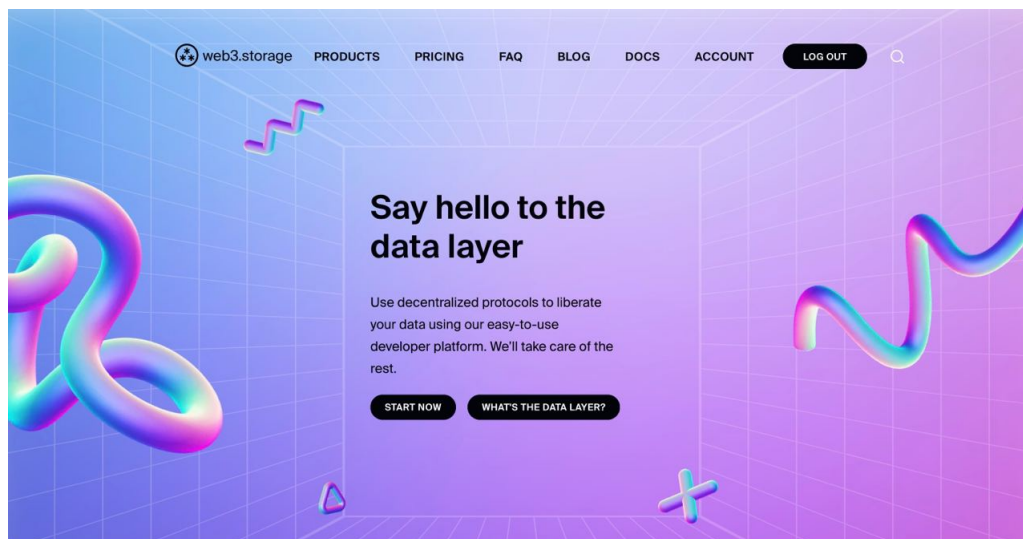 web3.storage PRODUCTS PRICING FAQ BLOG DOCS ACCOUNT LOG OUT
Say hello to the
data layer
Use decentralized protocols to liberate
your data using our easy-to-use
developer platform. We'll take care of the
rest.
START NOW WHAT'S THE DATA LAYER?